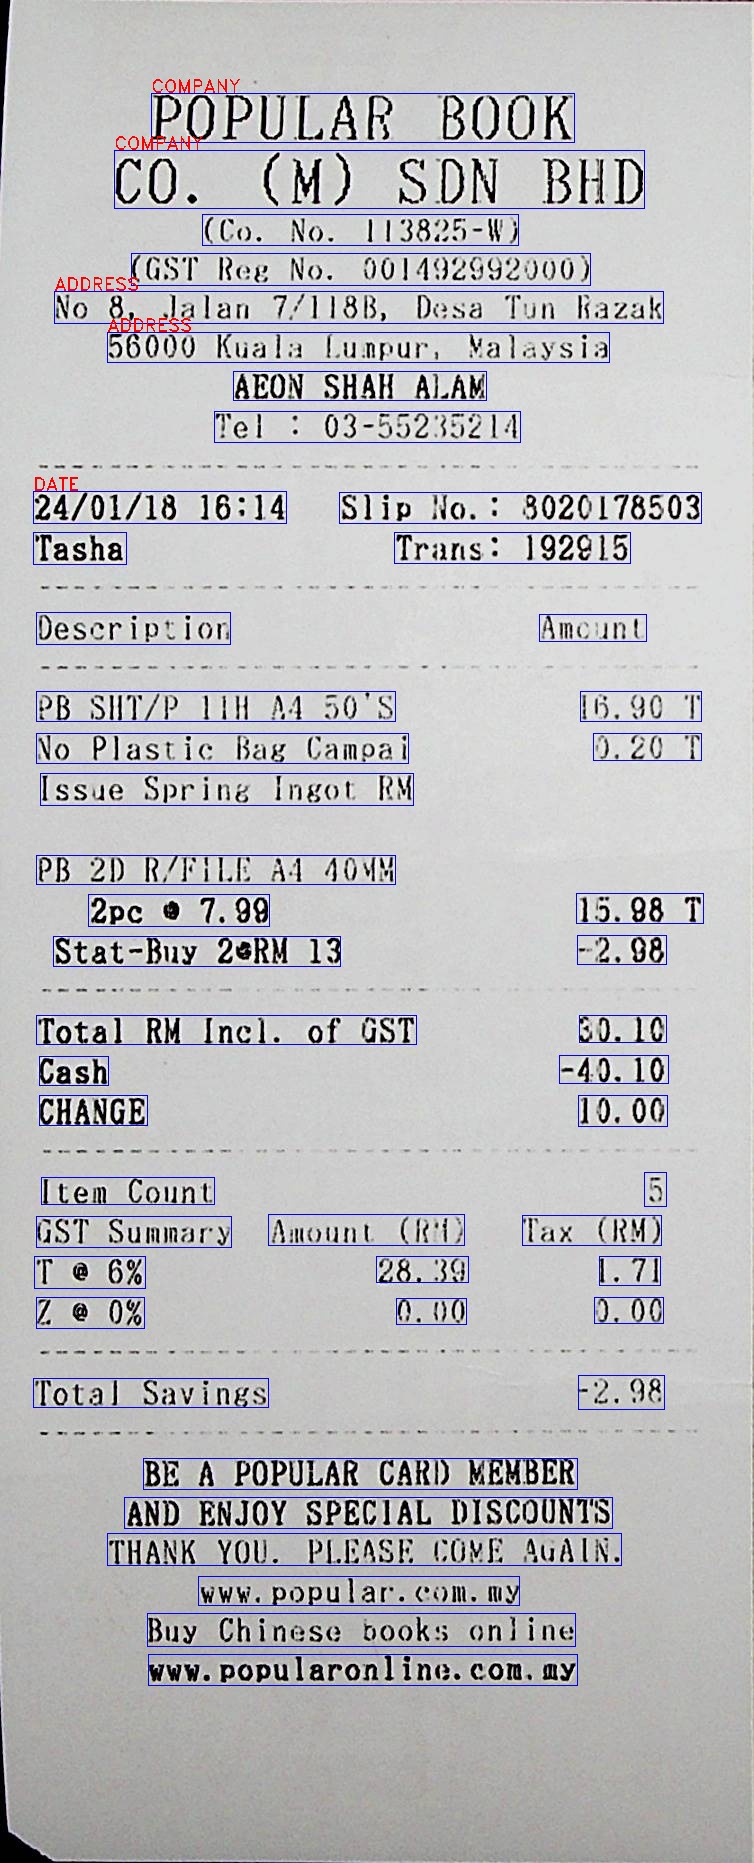 COMPANY
POPULAR BOOK
COMPANY
CO. (M) SDN BHD
(Co. No. 113825-W)
(GST Reg No. 001492992000)
ADDRESS
No 8, Jalan 7/118B, Desa Tun Razak
ADDRESS
56000 Kuala Lumpur, Malaysia
AEON SHAH ALAM
Tel : 03-55235214
DATE
24/01/18 16:14 Slip No.: 8020178503
Tasha Trans: 192915
Description Amount
PB SHT/P 11H A4 50'S 16.90 T
No Plastic Bag Campai 0.20 T
Issue Spring Ingot RM
PB 2D R/FILE A4 40MM
2pc @ 7.99 15.98 T
Stat-Buy 2@RM 13 -2.98
Total RM Incl. of GST 30.10
Cash -40.10
CHANGE 10.00
Item Count 5
GST Summary Amount (RM) Tax (RM)
T @ 6% 28.39 1.71
Z @ 0% 0.00 0.00
Total Savings -2.98
BE A POPULAR CARD MEMBER
AND ENJOY SPECIAL DISCOUNTS
THANK YOU. PLEASE COME AGAIN.
www.popular.com.my
Buy Chinese books online
www.popularonline.com.my